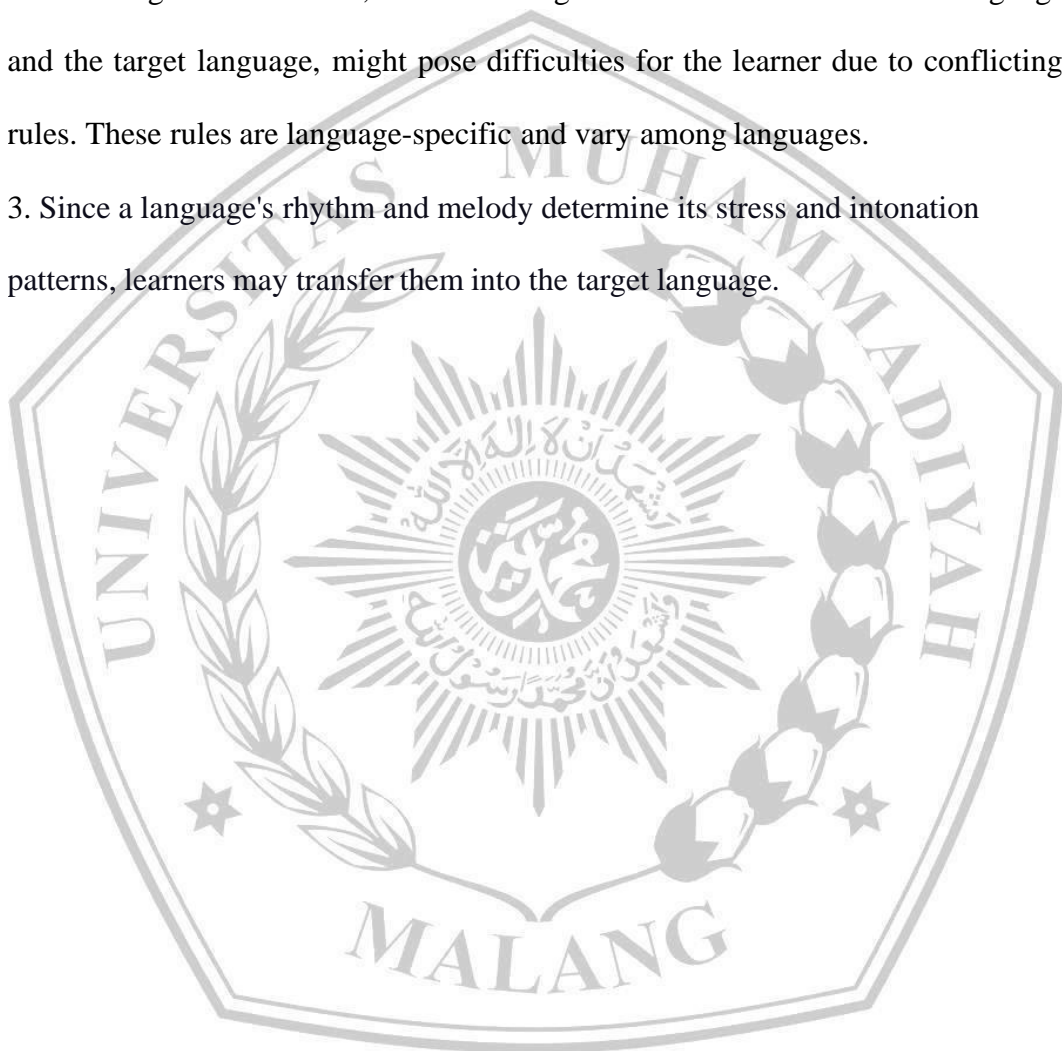 and the target language, might pose difficulties for the learner due to conflicting
rules. These rules are language-specific and vary among languages.
3. Since a language's rhythm and melody determine its stress and intonation
patterns, learners may transfer them into the target language.
UNIVERSITAS MUHAMMADIYAH
MALANG